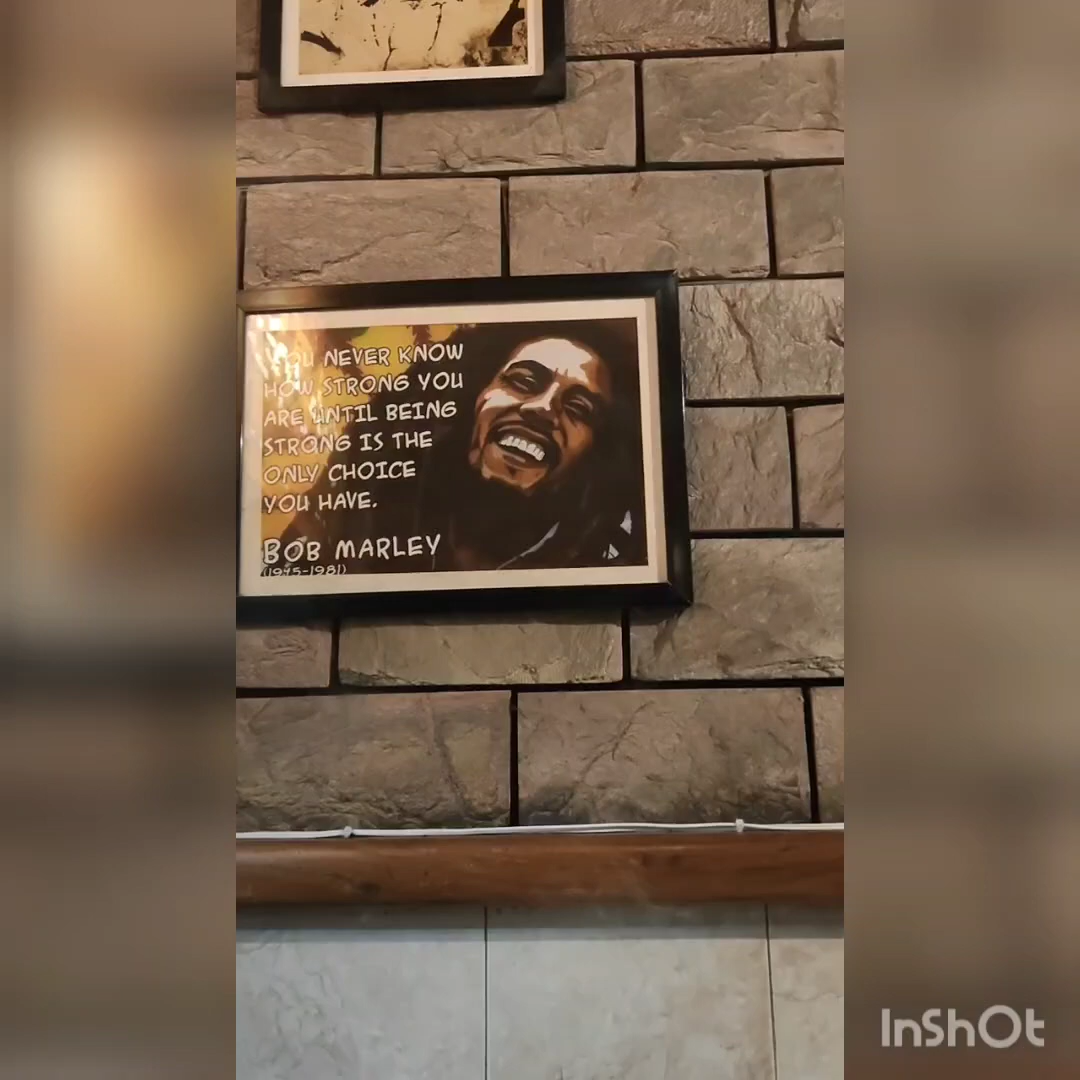 YOU NEVER KNOW
HOW STRONG YOU
ARE UNTIL BEING
STRONG IS THE
ONLY CHOICE
YOU HAVE.
BOB MARLEY
(1945-1981)
InShOt